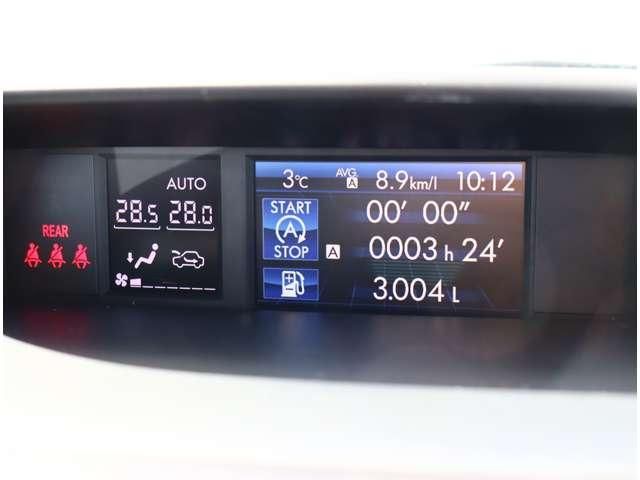 REAR
AUTO
28.5 28.0
3℃ AVG. A 8.9km/l 10:12
START
A
STOP
00' 00"
A 0003 h 24'
3.004 L